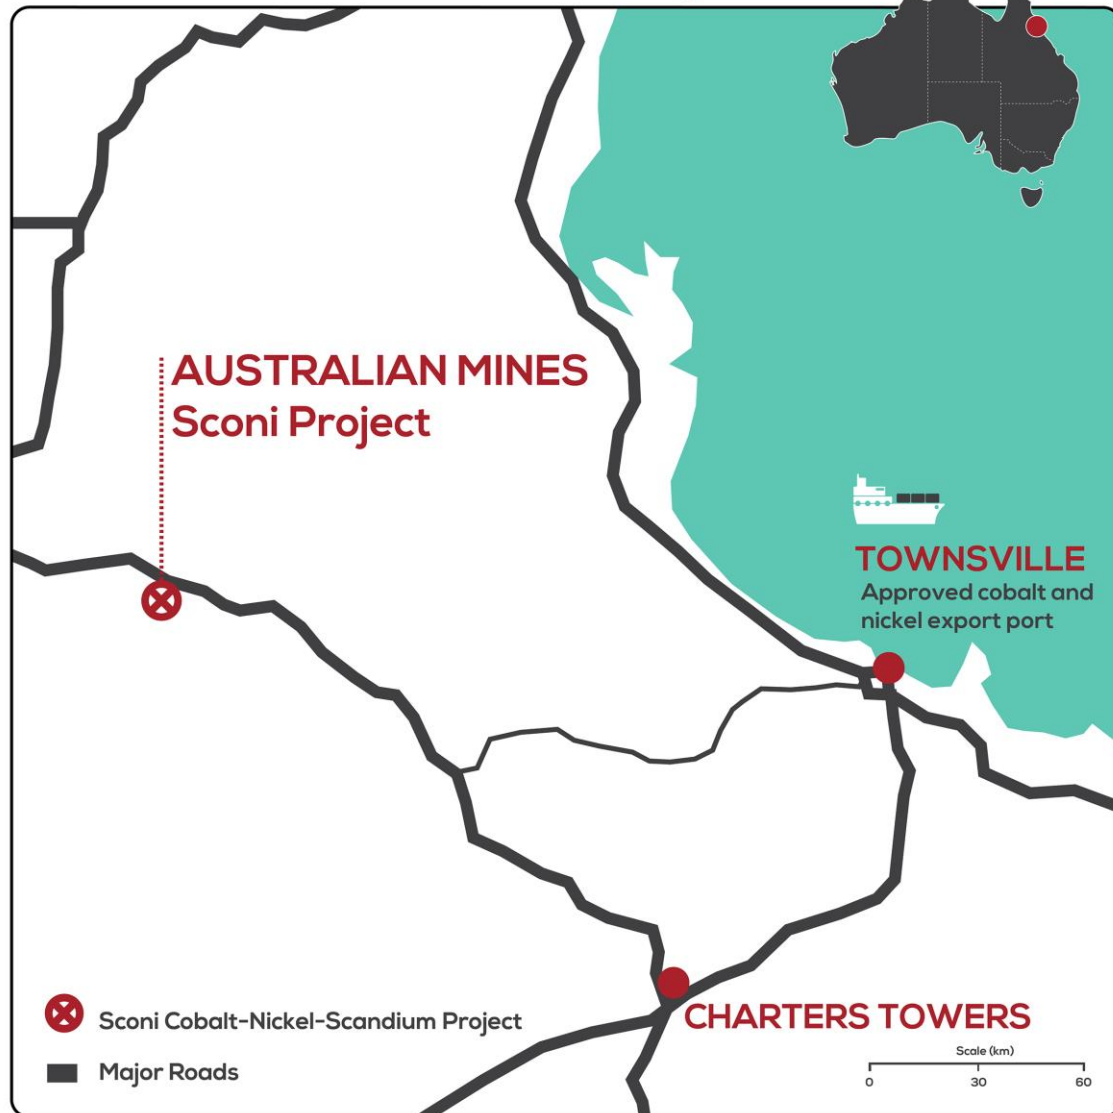 AUSTRALIAN MINES
Sconi Project
TOWNSVILLE
Approved cobalt and
nickel export port
CHARTERS TOWERS
Sconi Cobalt-Nickel-Scandium Project
Major Roads
Scale (km)
0 30 60